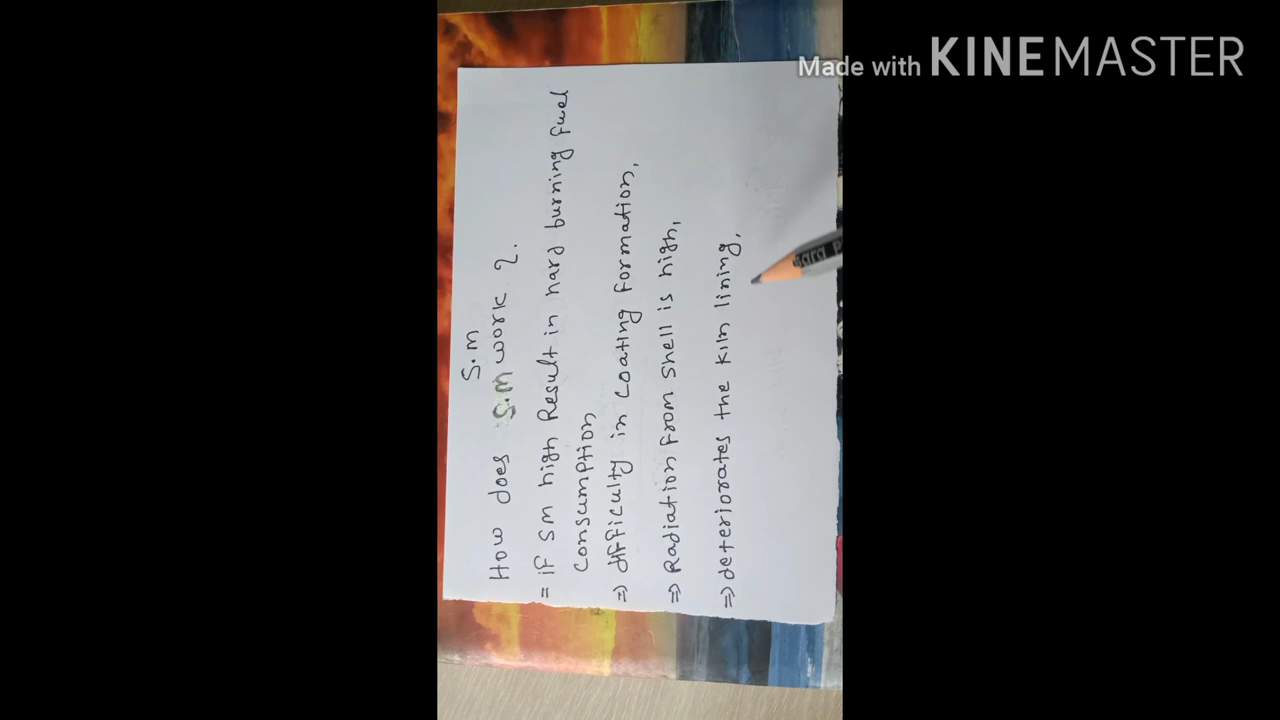 Made with KINEMASTER
S.M
How does S.M work ?.
= if SM high Result in hard burning fuel
consumption
=> difficulty in coating formation,
=> Radiation from shell is high,
=> deteriorates the kiln lining,